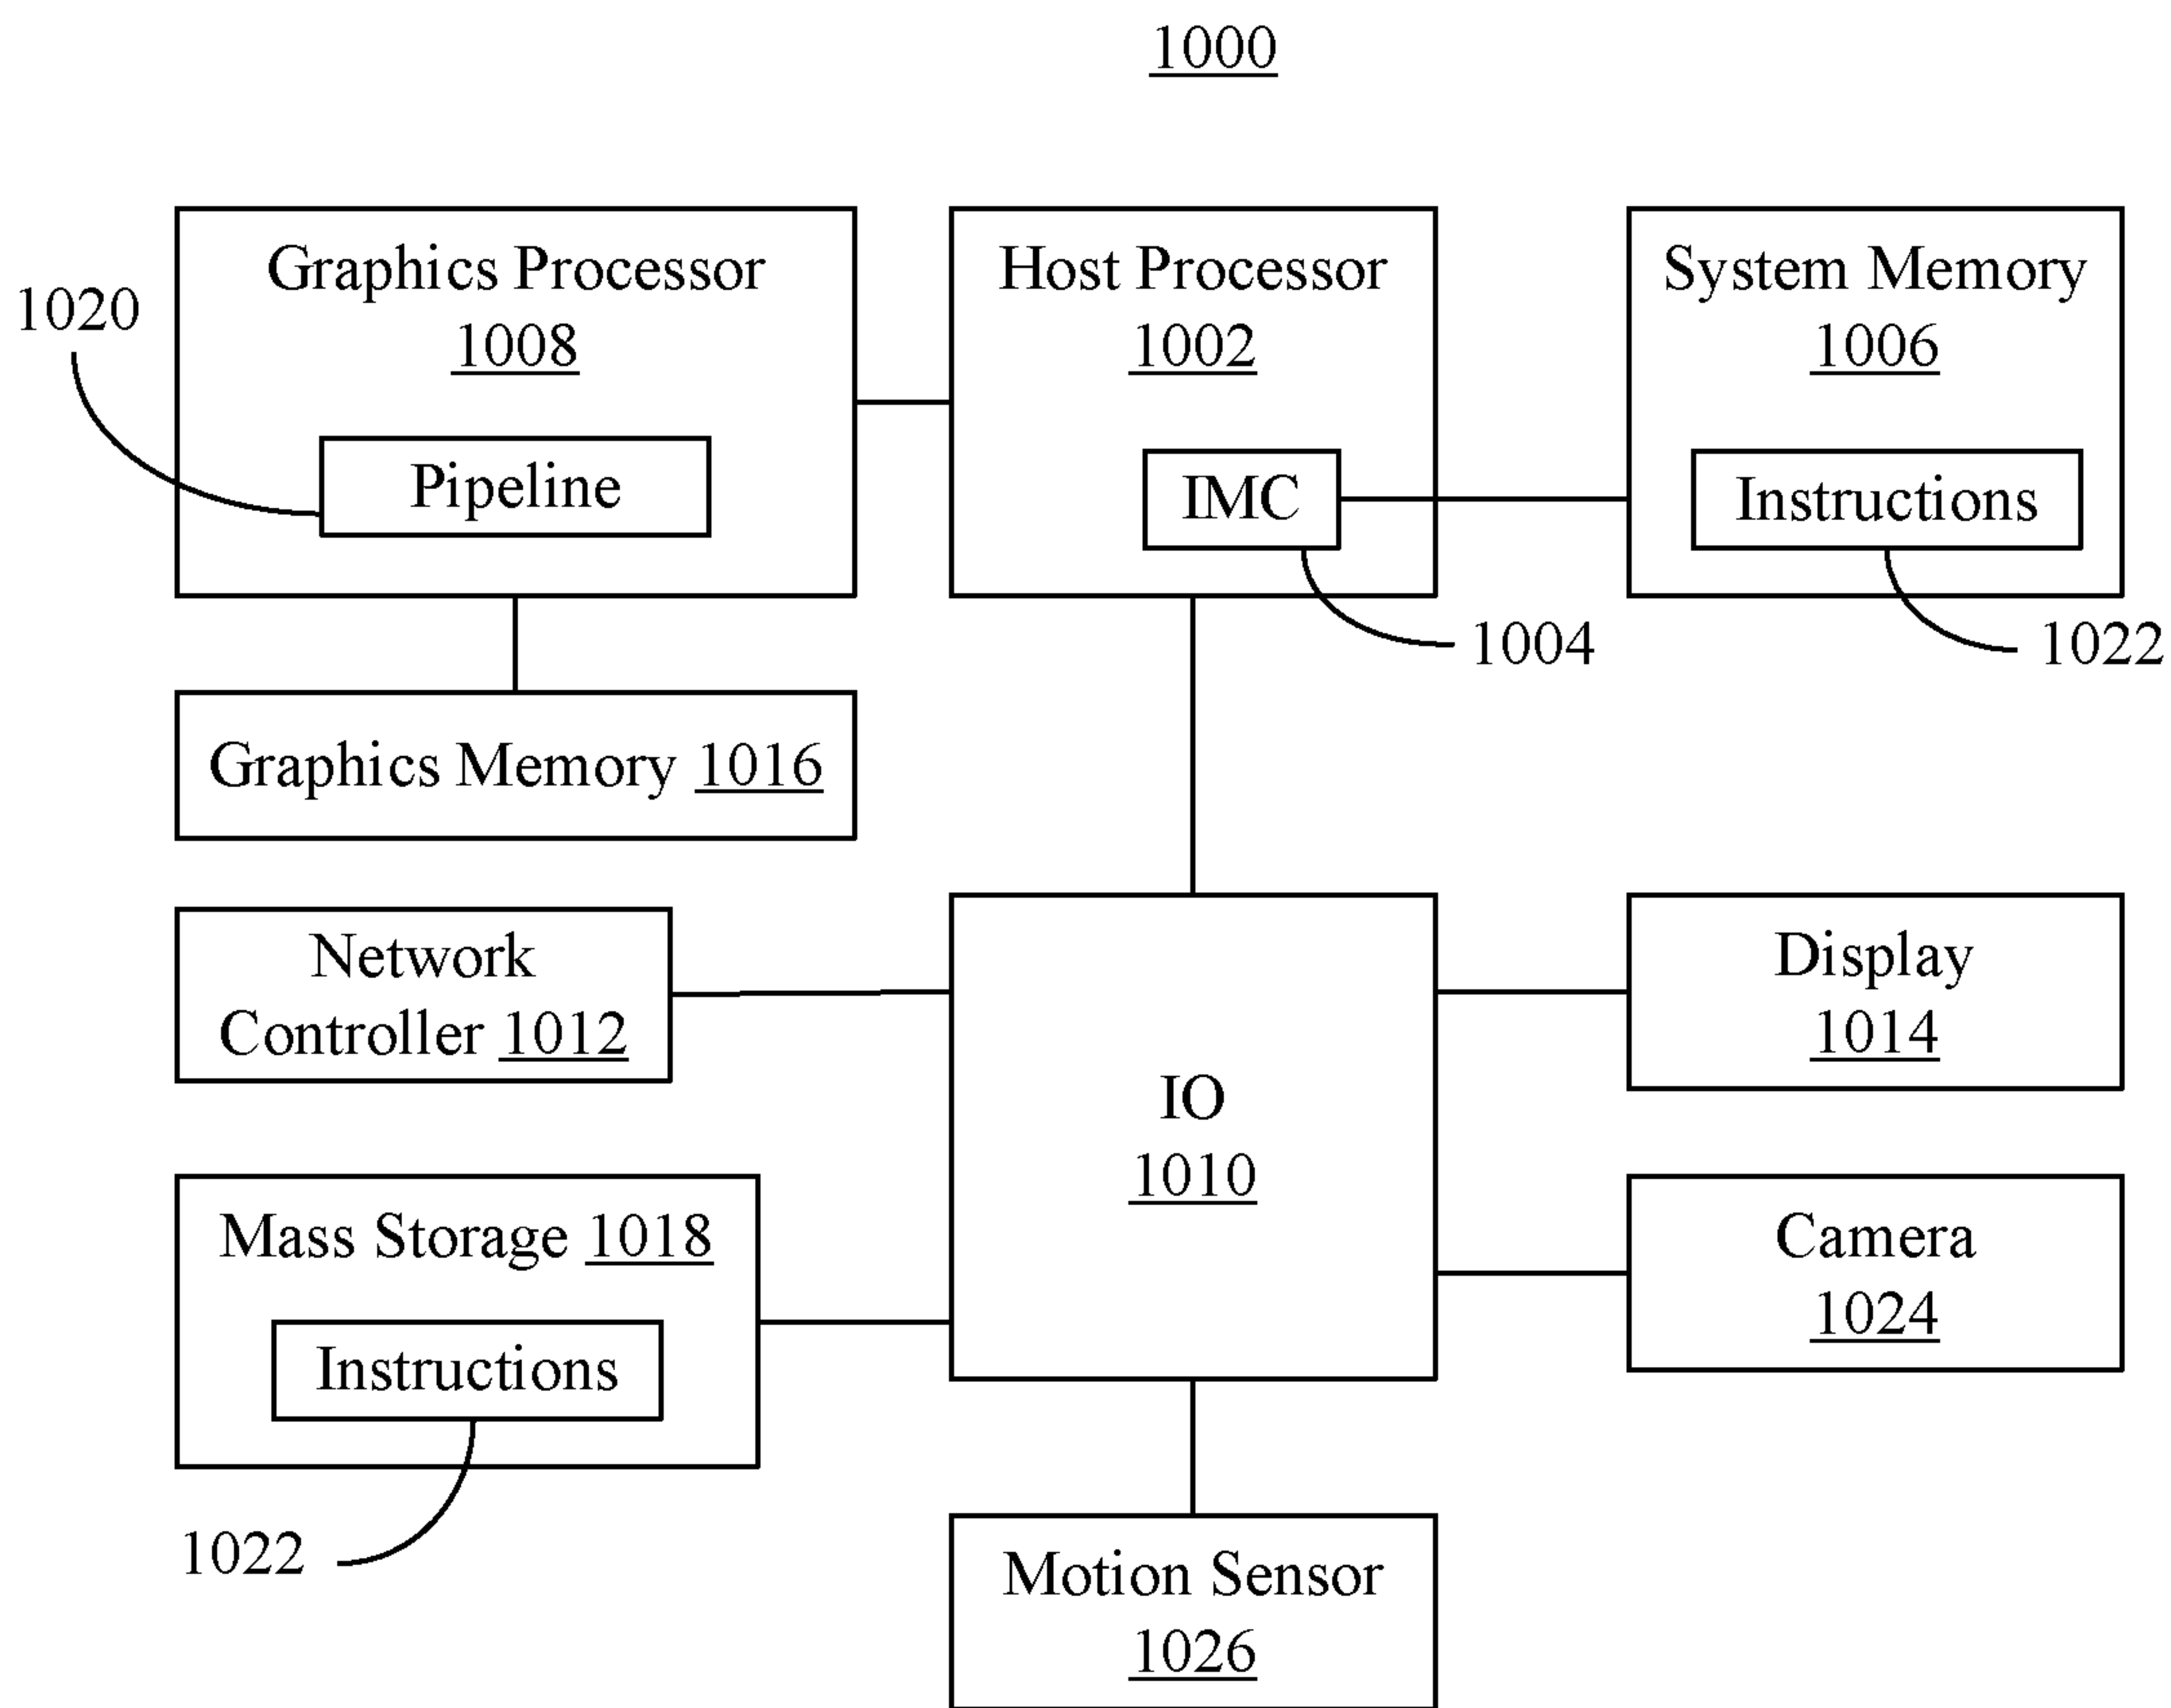 1000
Graphics Processor
1008
1020
Pipeline
Host Processor
1002
IMC
1004
System Memory
1006
Instructions
1022
Graphics Memory 1016
Network
Controller 1012
IO
1010
Display
1014
Mass Storage 1018
Instructions
1022
Camera
1024
Motion Sensor
1026